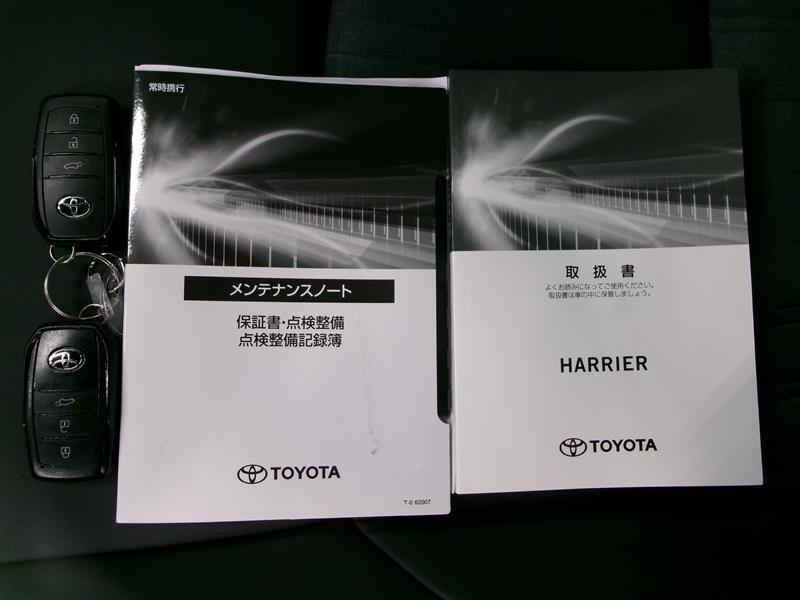 常時携行
メンテナンスノート
保証書・点検整備
点検整備記録簿
TOYOTA
T-0 62007
取扱書
よくお読みになってご使用ください。
取扱書は車の中に保管しましょう。
HARRIER
TOYOTA